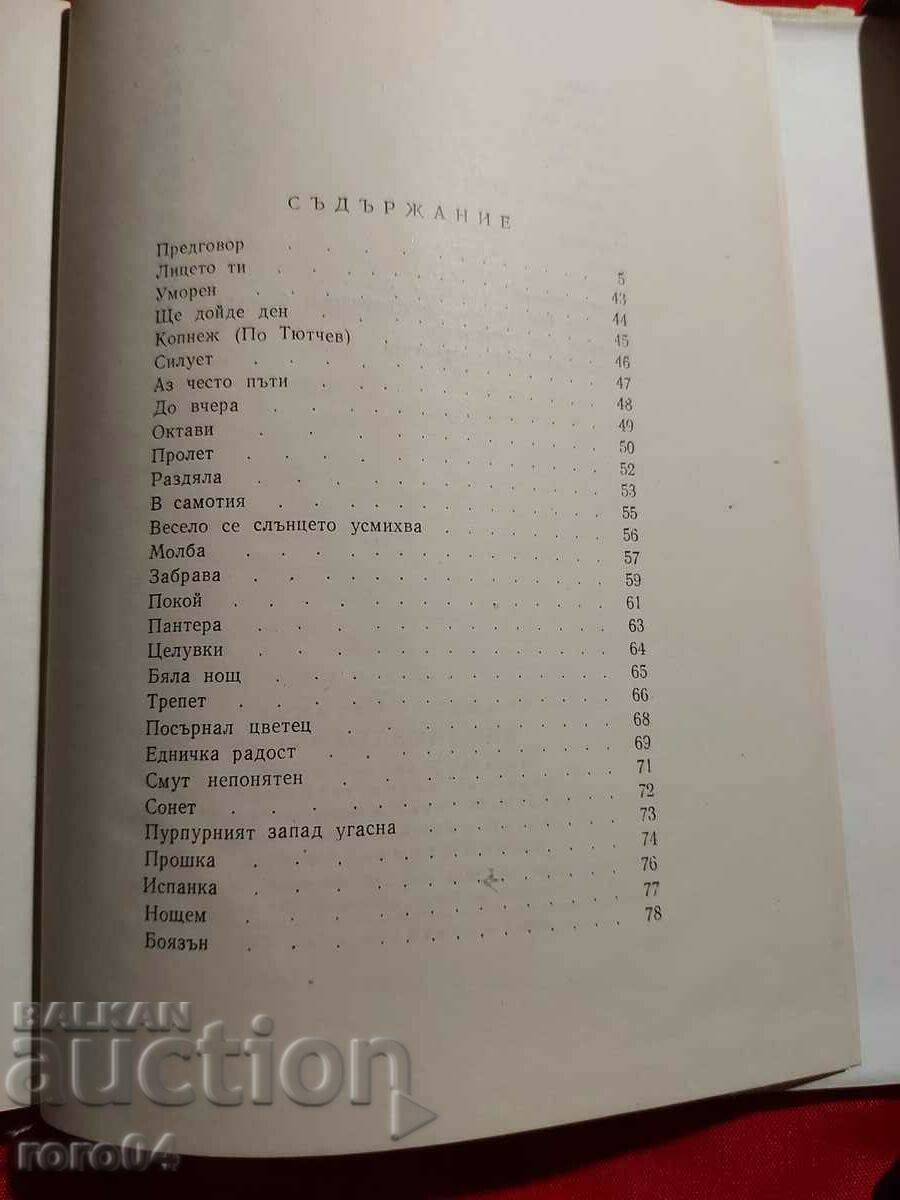 СЪДЪРЖАНИЕ
Предговор . . . . . . . . . 5
Лицето ти . . . . . . . . . 43
Уморен . . . . . . . . . 44
Ще дойде ден . . . . . . . . . 45
Копнеж (По Тютчев) . . . . . . . . . 46
Силует . . . . . . . . . 47
Аз често пъти . . . . . . . . . 48
До вчера . . . . . . . . . 49
Октави . . . . . . . . . 50
Пролет . . . . . . . . . 52
Раздяла . . . . . . . . . 53
В самотия . . . . . . . . . 55
Весело се слънцето усмихва . . . . . . . . . 56
Молба . . . . . . . . . 57
Забрава . . . . . . . . . 59
Покой . . . . . . . . . 61
Пантера . . . . . . . . . 63
Целувки . . . . . . . . . 64
Бяла нощ . . . . . . . . . 65
Трепет . . . . . . . . . 66
Посърнал цветец . . . . . . . . . 68
Едничка радост . . . . . . . . . 69
Смут непонятен . . . . . . . . . 71
Сонет . . . . . . . . . 72
Пурпурният запад угасна . . . . . . . . . 73
Прошка . . . . . . . . . 74
Испанка . . . . . . . . . 76
Нощем . . . . . . . . . 77
Боязън . . . . . . . . . 78
BALKAN
auction
roro04